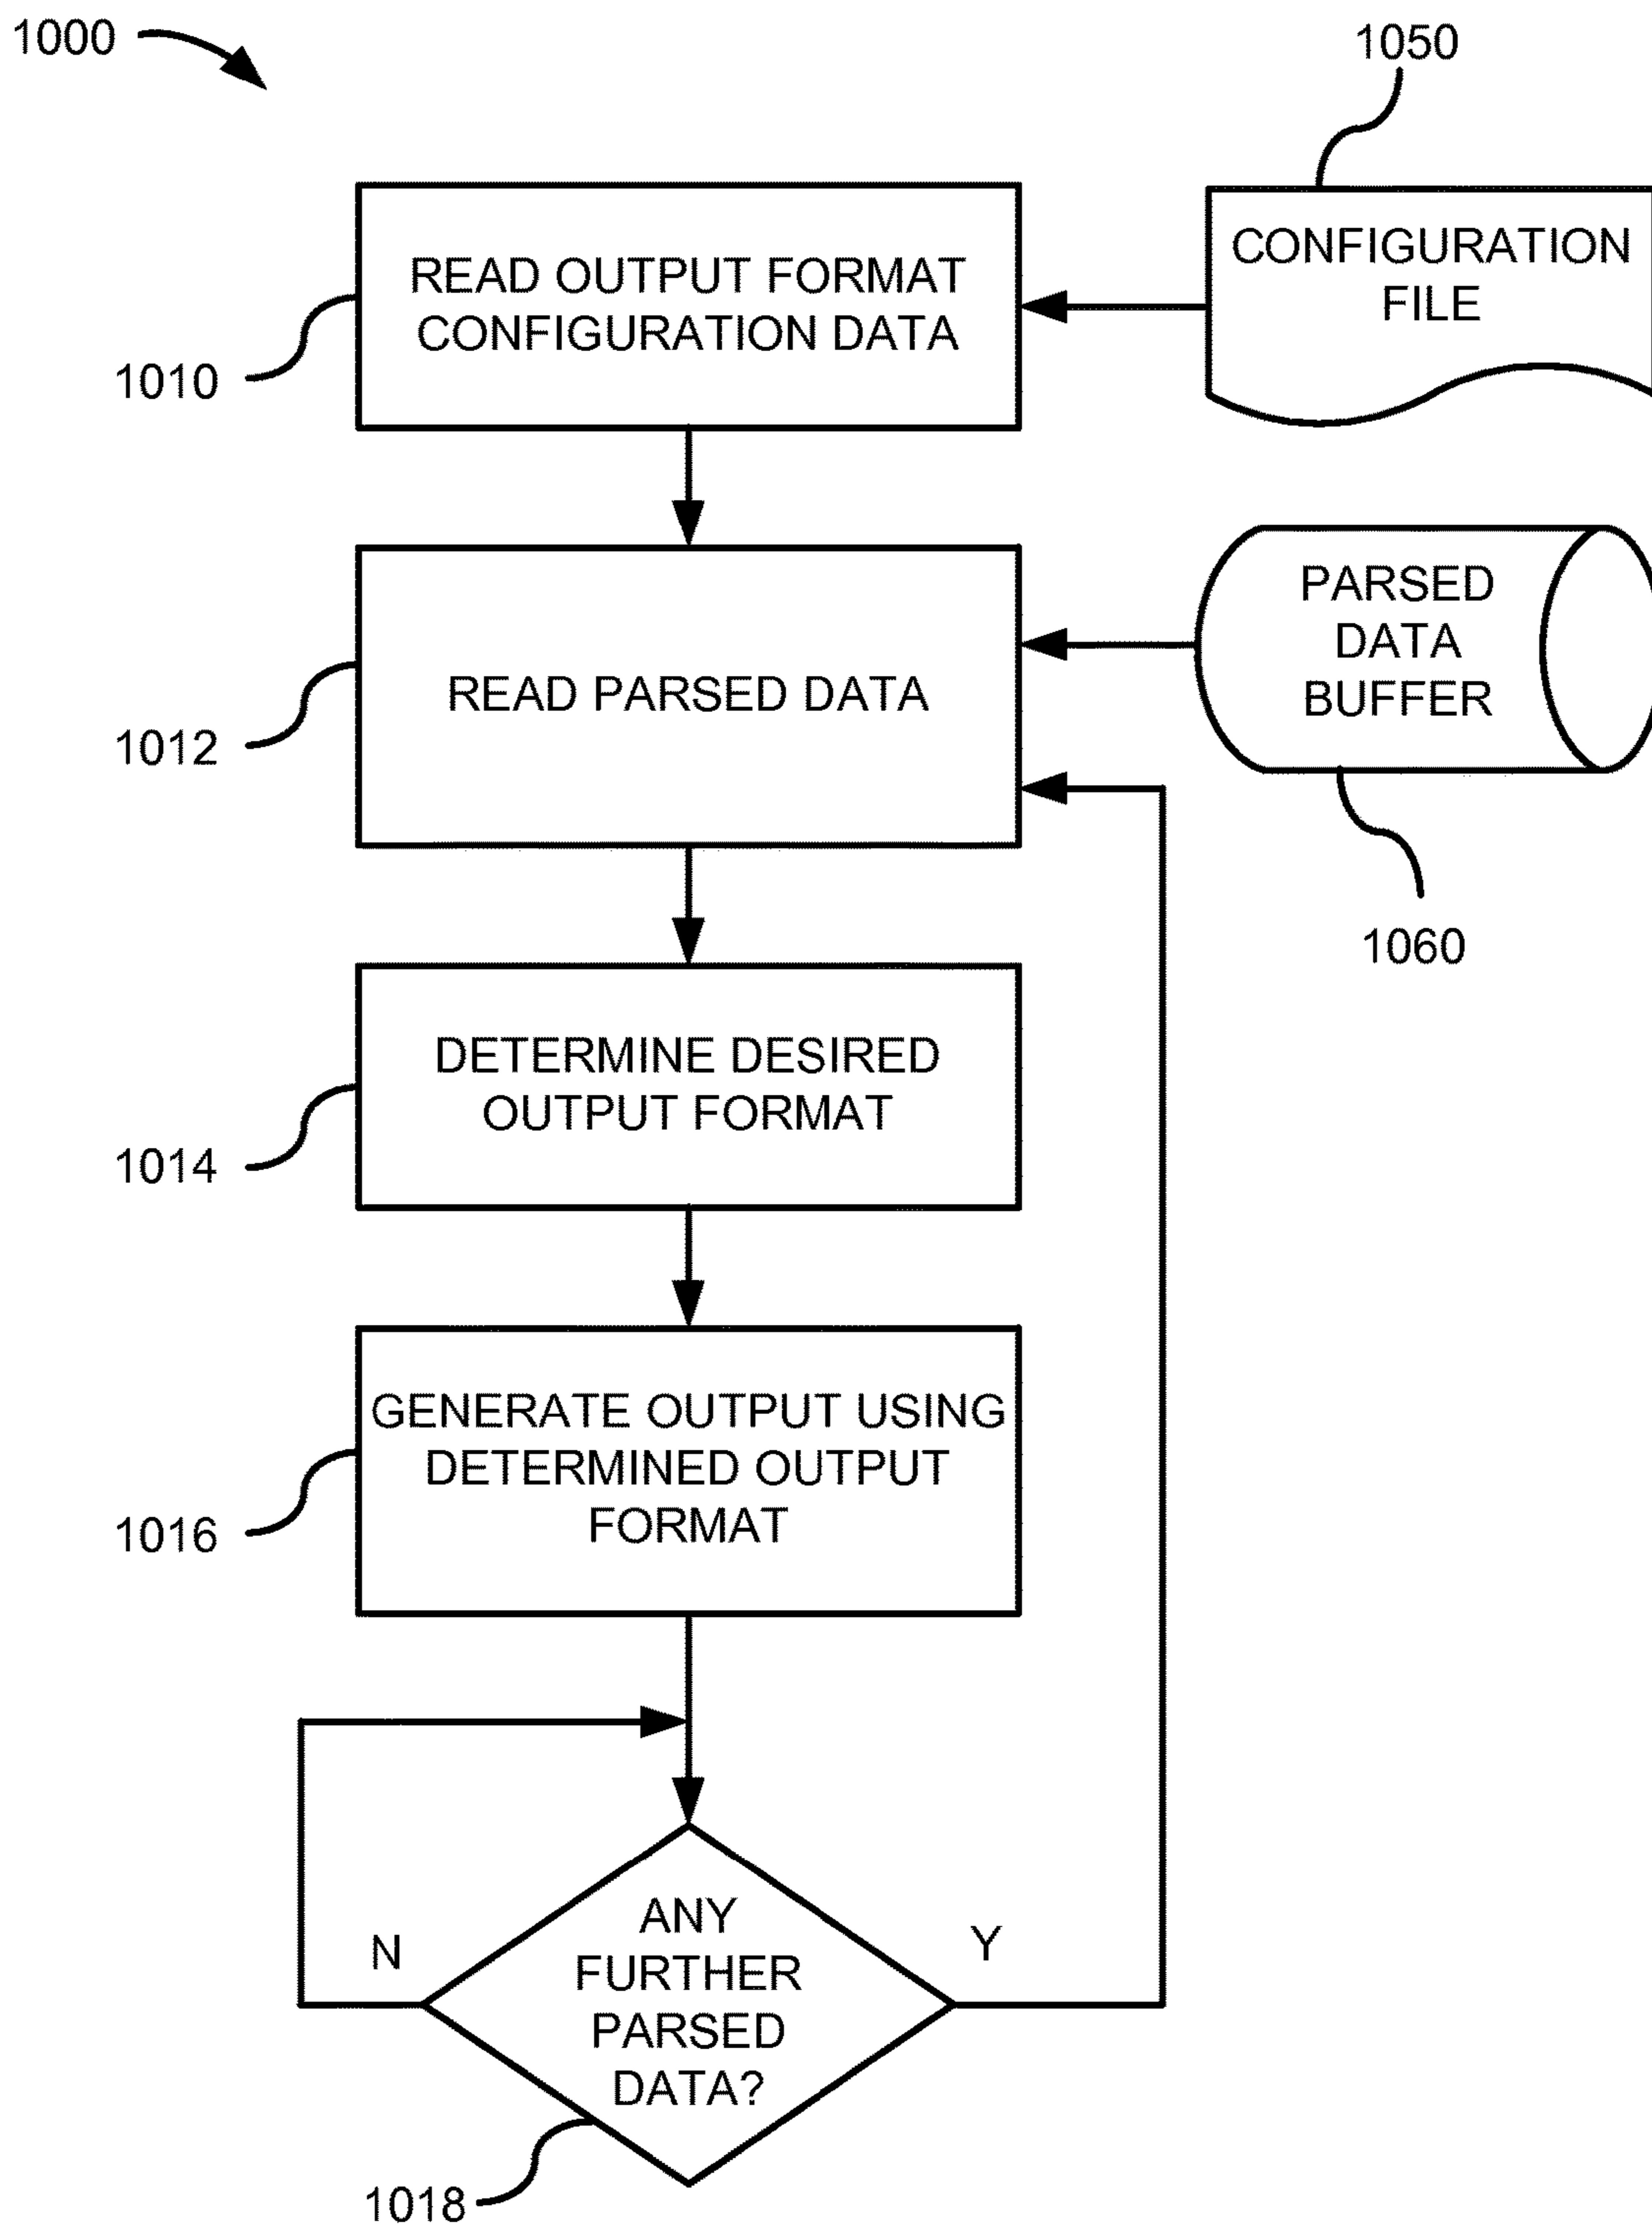 1000
1050
CONFIGURATION
FILE
READ OUTPUT FORMAT
CONFIGURATION DATA
1010
PARSED
DATA
BUFFER
READ PARSED DATA
1012
1060
DETERMINE DESIRED
OUTPUT FORMAT
1014
GENERATE OUTPUT USING
DETERMINED OUTPUT
FORMAT
1016
N
ANY
FURTHER
PARSED
DATA?
Y
1018